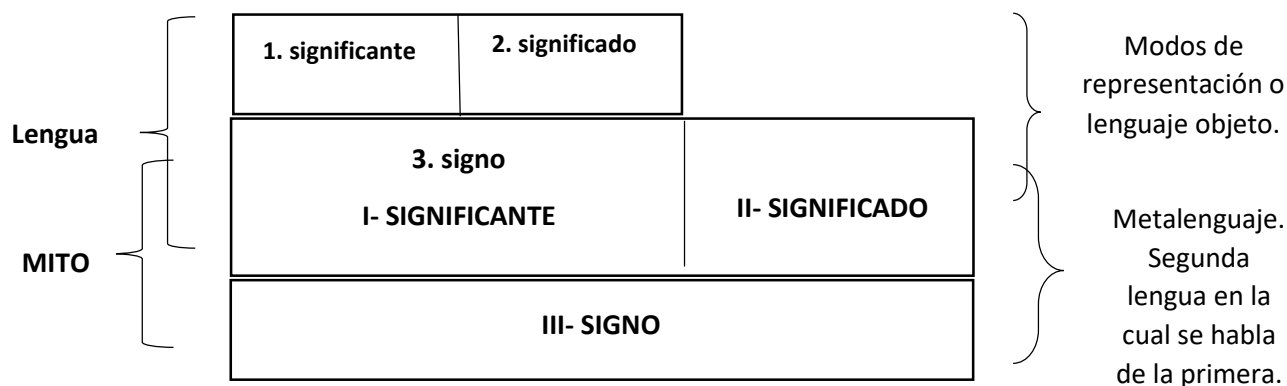 1. significante
2. significado
Modos de
representación o
lenguaje objeto.
Lengua
3. signo
I- SIGNIFICANTE
II- SIGNIFICADO
MITO
Metalenguaje.
Segunda
lengua en la
cual se habla
de la primera.
III- SIGNO